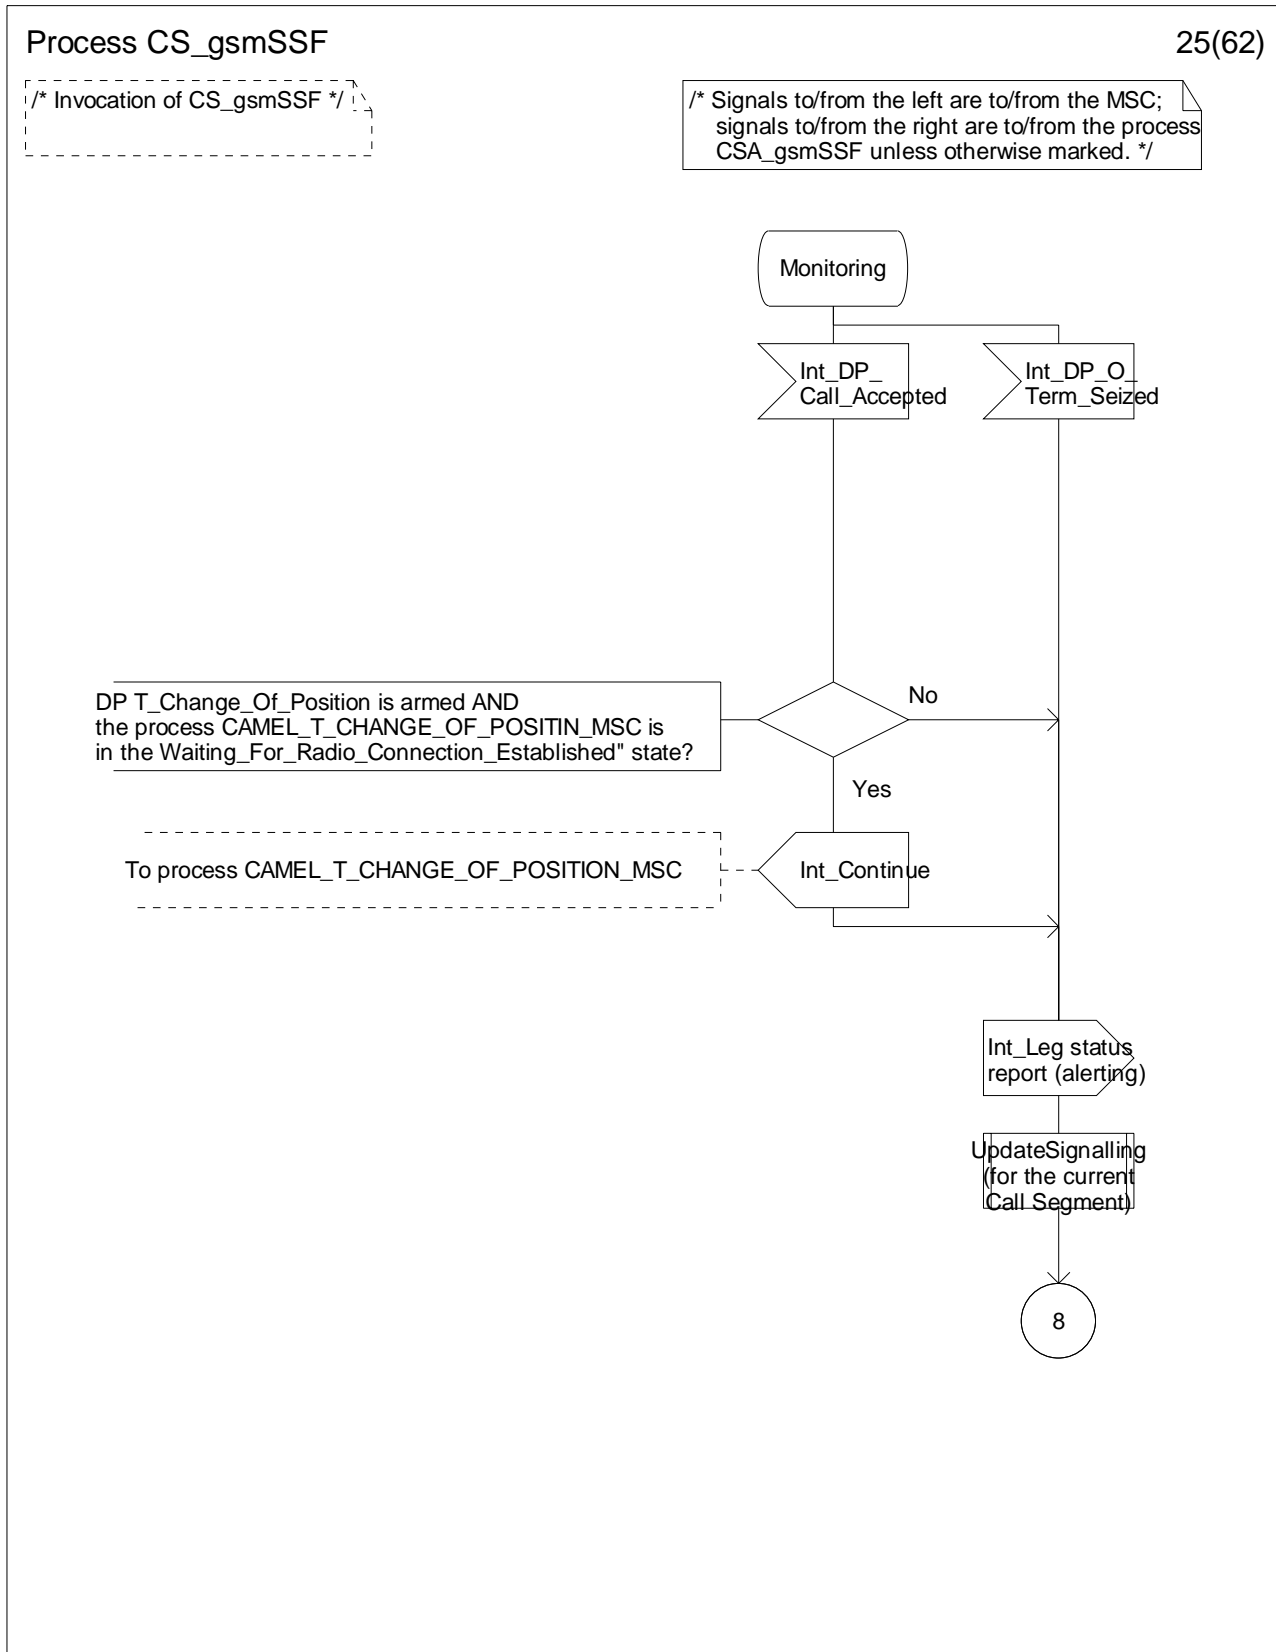 Process CS_gsmSSF
25(62)
/* Invocation of CS_gsmSSF */
/* Signals to/from the left are to/from the MSC;
signals to/from the right are to/from the process
CSA_gsmSSF unless otherwise marked. */
Monitoring
Int_DP_
Call_Accepted
Int_DP_O_
Term_Seized
DP T_Change_Of_Position is armed AND
the process CAMEL_T_CHANGE_OF_POSITIN_MSC is
in the Waiting_For_Radio_Connection_Established" state?
No
Yes
To process CAMEL_T_CHANGE_OF_POSITION_MSC
Int_Continue
Int_Leg status
report (alerting)
UpdateSignalling
(for the current
Call Segment)
8